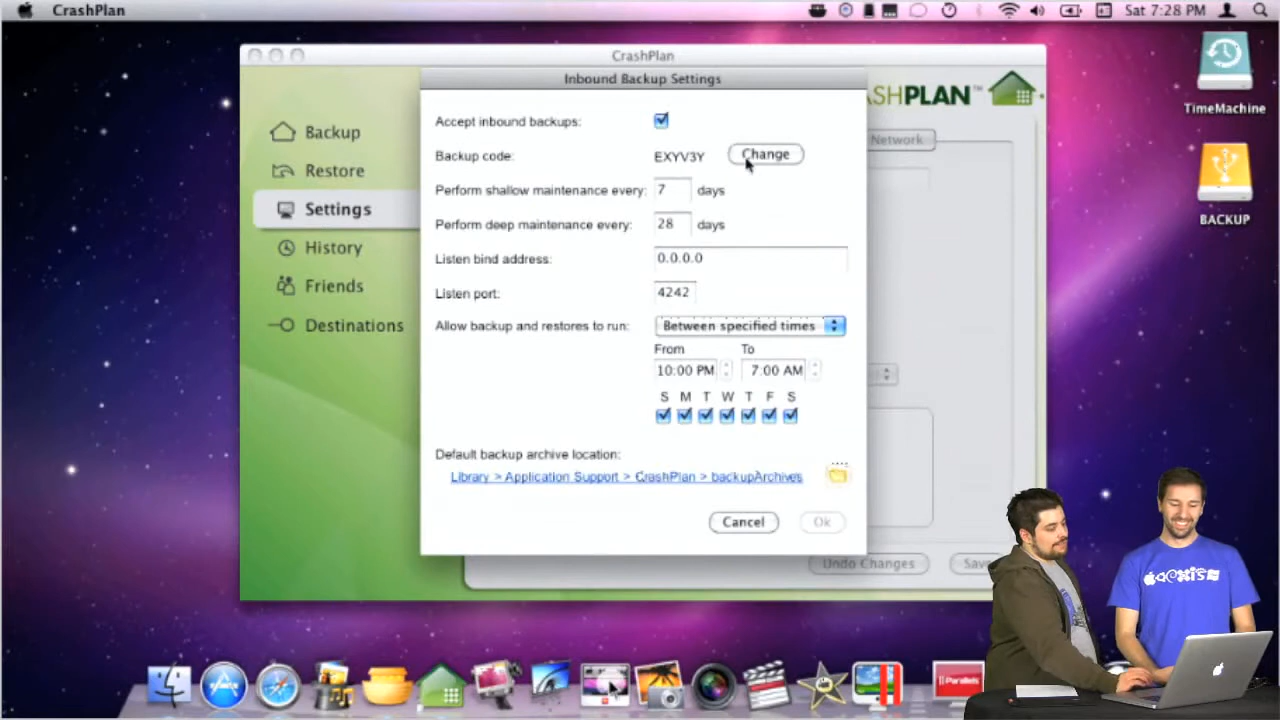 CrashPlan
Sat 7:28 PM
CrashPlan
Inbound Backup Settings
ASHPLAN™
TimeMachine
Network
BACKUP
Backup
Restore
Settings
History
Friends
Destinations
Accept inbound backups:
Backup code: EXYV3Y Change
Perform shallow maintenance every: 7 days
Perform deep maintenance every: 28 days
Listen bind address: 0.0.0.0
Listen port: 4242
Allow backup and restores to run: Between specified times
From To
10:00 PM 7:00 AM
S M T W T F S
Default backup archive location:
Library > Application Support > CrashPlan > backupArchives
Cancel Ok
Undo Changes Save
Parallels